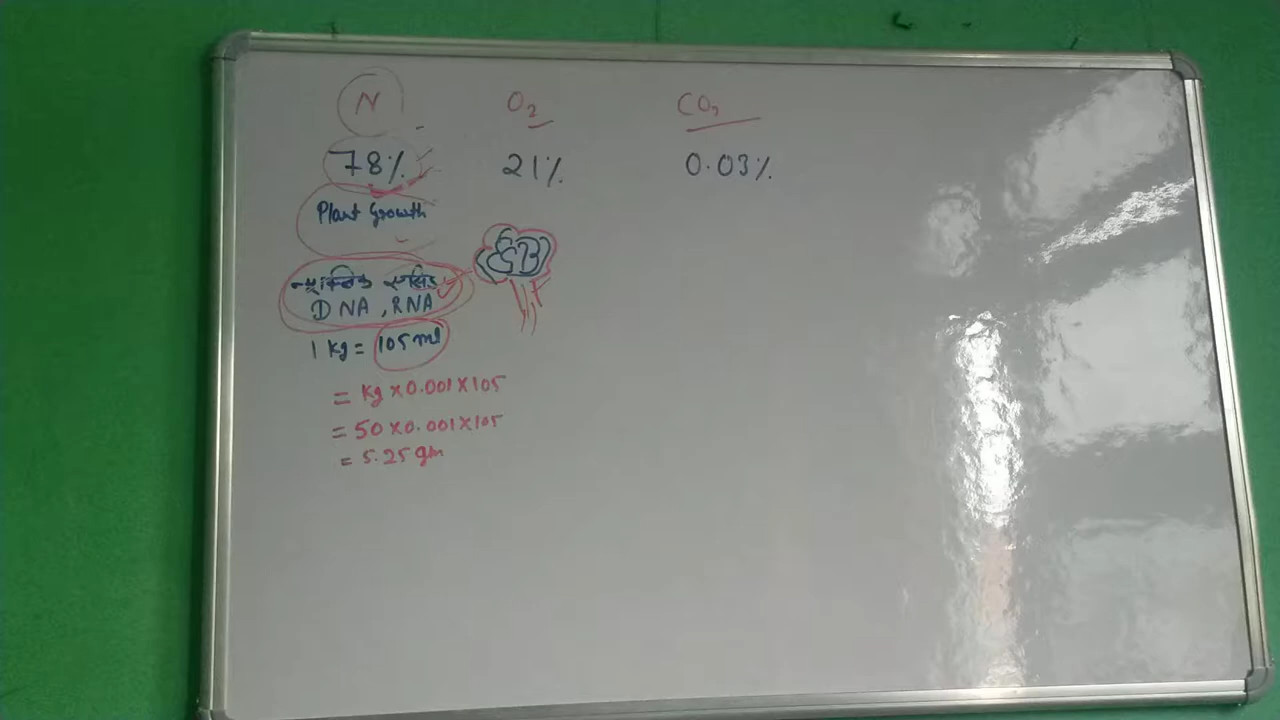 N O2 CO2
78% 21% 0.03%
Plant Growth
न्यूक्लिक एसिड
DNA, RNA
1 kg = 105 ml
= kg × 0.001 × 105
= 50 × 0.001 × 105
= 5.25 gm